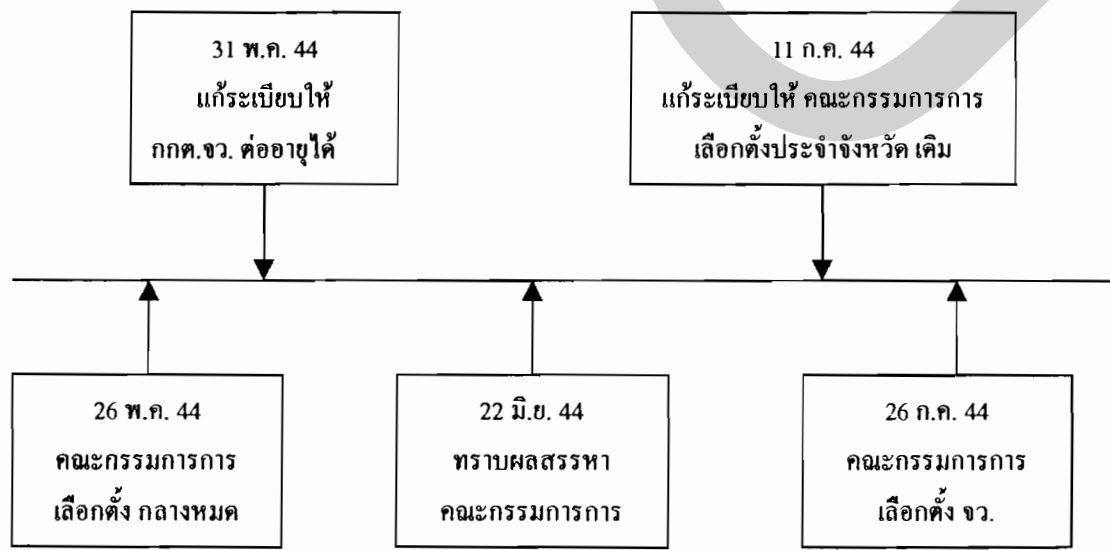 31 พ.ค. 44
แก้ระเบียบให้
กกต.จว. ต่ออายุได้
11 ก.ค. 44
แก้ระเบียบให้ คณะกรรมการการ
เลือกตั้งประจำจังหวัด เดิม
26 พ.ค. 44
คณะกรรมการการ
เลือกตั้ง กลางหมด
22 มิ.ย. 44
ทราบผลสรรหา
คณะกรรมการการ
26 ก.ค. 44
คณะกรรมการการ
เลือกตั้ง จว.